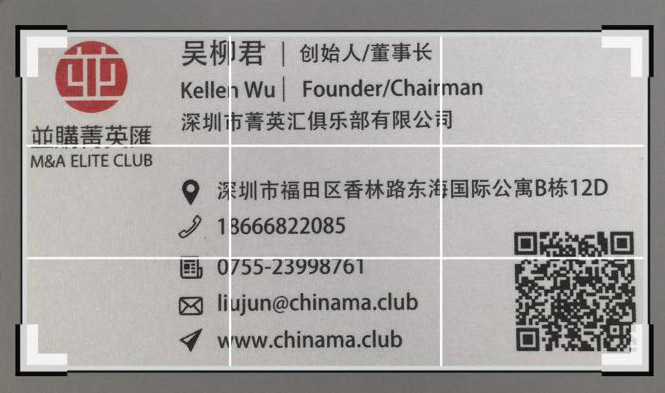 吴柳君 | 创始人/董事长
Kellen Wu | Founder/Chairman
深圳市菁英汇俱乐部有限公司
並購菁英匯
M&A ELITE CLUB
深圳市福田区香林路东海国际公寓B栋12D
18666822085
0755-23998761
liujun@chinama.club
www.chinama.club